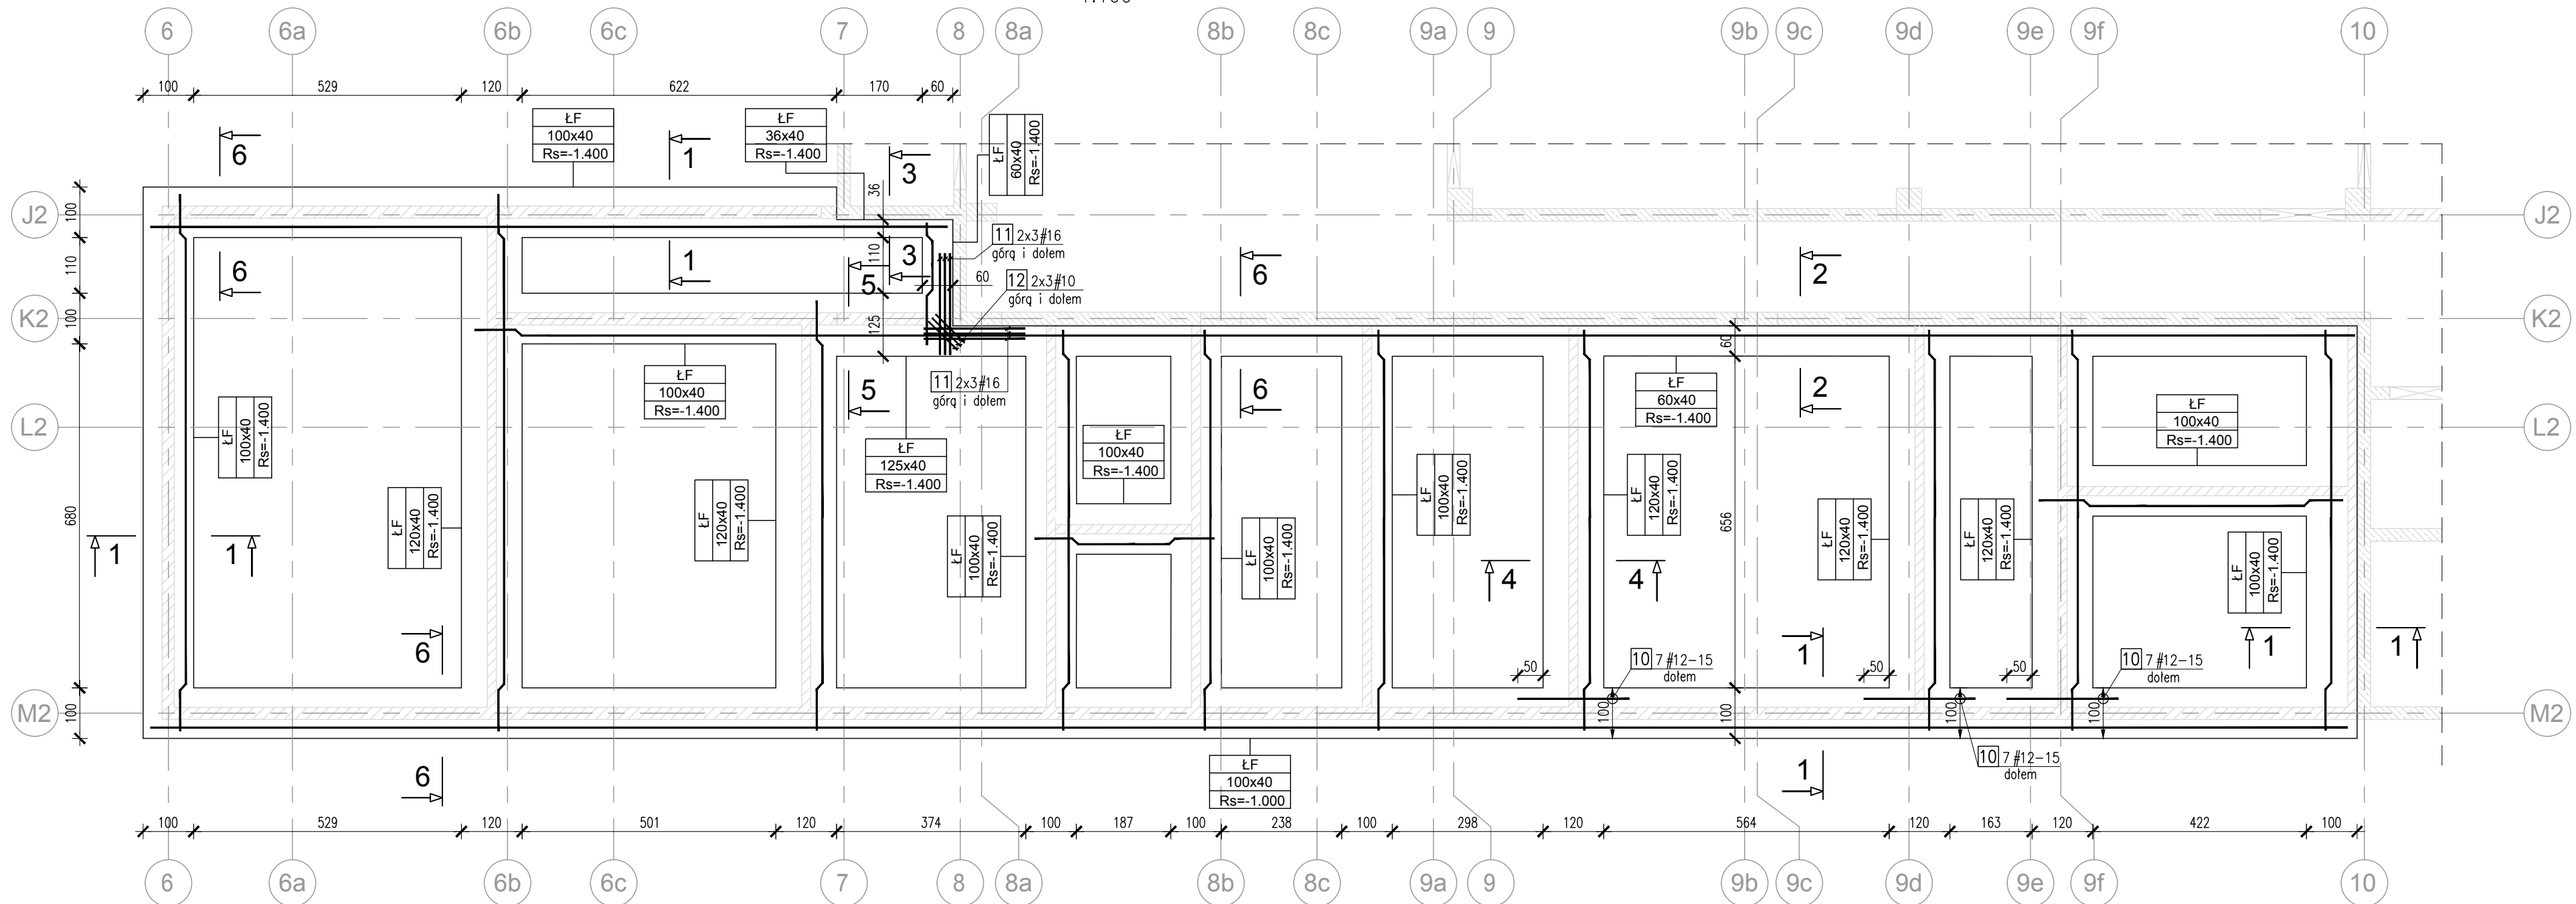 6 6a 6b 6c 7 8 8a 8b 8c 9a 9 9b 9c 9d 9e 9f 10
100 529 120 622 170 60
ŁF
100x40
Rs=-1.400
ŁF
36x40
Rs=-1.400
ŁF
60x40
Rs=-1.400
6
1
3
36
J2
100
J2
11 2x3#16
górą i dołem
110
6
1
110
3
5
60
12 2x3#10
górą i dołem
6
2
K2
100
125
60
K2
ŁF
100x40
Rs=-1.400
11 2x3#16
górą i dołem
5
6
2
ŁF
60x40
Rs=-1.400
ŁF
100x40
Rs=-1.400
L2
L2
ŁF
100x40
Rs=-1.400
ŁF
125x40
Rs=-1.400
ŁF
100x40
Rs=-1.400
ŁF
100x40
Rs=-1.400
ŁF
120x40
Rs=-1.400
680
656
ŁF
120x40
Rs=-1.400
ŁF
120x40
Rs=-1.400
ŁF
100x40
Rs=-1.400
ŁF
100x40
Rs=-1.400
ŁF
120x40
Rs=-1.400
ŁF
120x40
Rs=-1.400
ŁF
100x40
Rs=-1.400
1
1
4
4
6
1
1
1
50
10 7 #12-15
dołem
50
50
10 7 #12-15
dołem
M2
100
100
100
100
100
M2
10 7 #12-15
dołem
6
ŁF
100x40
Rs=-1.000
1
100 529 120 501 120 374 100 187 100 238 100 298 120 564 120 163 120 422 100
6 6a 6b 6c 7 8 8a 8b 8c 9a 9 9b 9c 9d 9e 9f 10